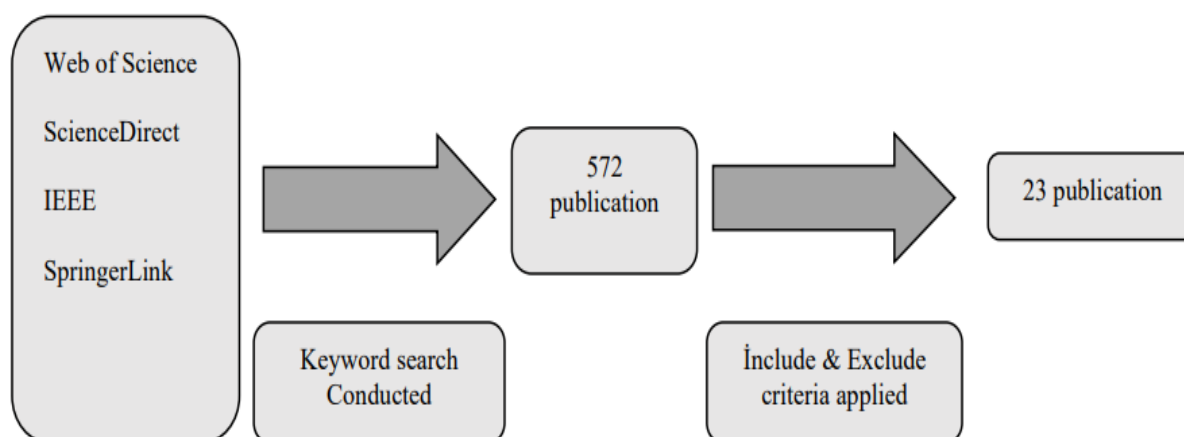 Web of Science
ScienceDirect
IEEE
SpringerLink
Keyword search
Conducted
572
publication
İnclude & Exclude
criteria applied
23 publication